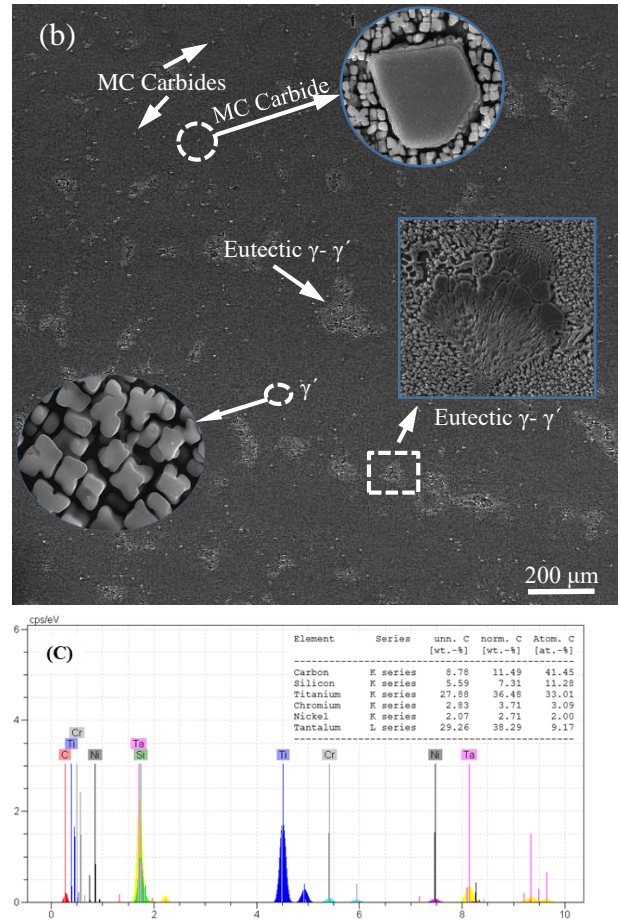 (b)
MC Carbides
MC Carbide
Eutectic γ- γ´
γ´
Eutectic γ- γ´
200 μm
cps/eV
(C)
Element Series unn. C norm. C Atom. C
[wt.-%] [wt.-%] [at.-%]
Carbon K series 8.78 11.49 41.45
Silicon K series 5.59 7.31 11.28
Titanium K series 27.88 36.48 33.01
Chromium K series 2.83 3.71 3.09
Nickel K series 2.07 2.71 2.00
Tantalum L series 29.26 38.29 9.17
6
4
2
0
Cr
Ti
C
Ni
Ta
Si
Ti
Cr
Ni
Ta
0 2 4 6 8 10